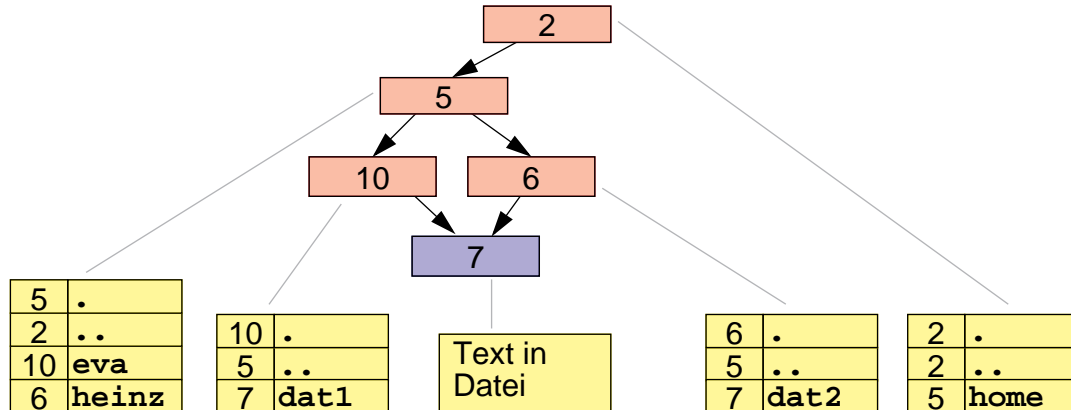 2
5
10 6
7
5 .
2 ..
10 eva
6 heinz
10 .
5 ..
7 dat1
Text in
Datei
6 .
5 ..
7 dat2
2 .
2 ..
5 home